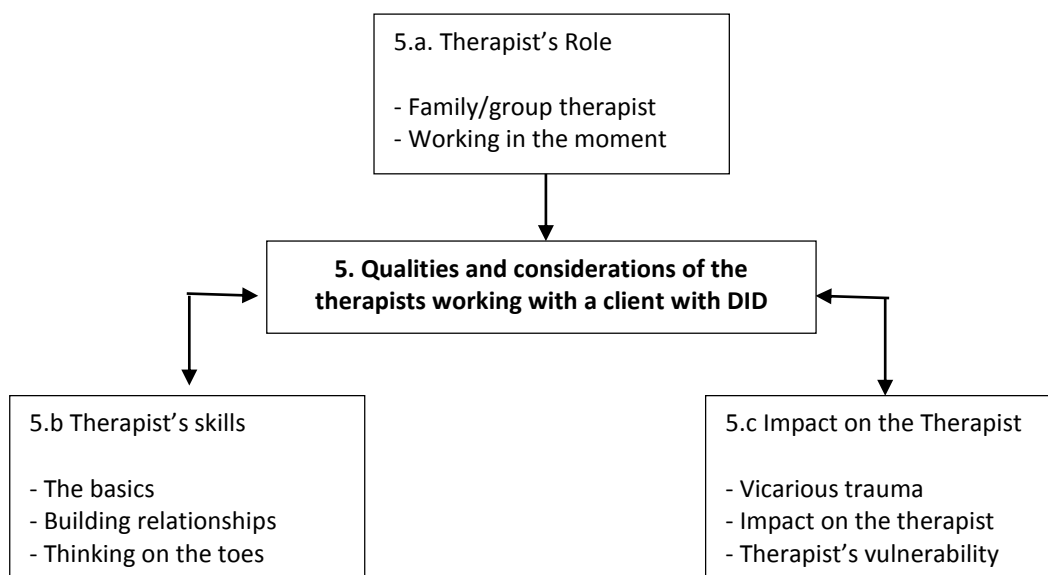 5.a. Therapist’s Role
- Family/group therapist
- Working in the moment
5. Qualities and considerations of the
therapists working with a client with DID
5.b Therapist’s skills
- The basics
- Building relationships
- Thinking on the toes
5.c Impact on the Therapist
- Vicarious trauma
- Impact on the therapist
- Therapist’s vulnerability